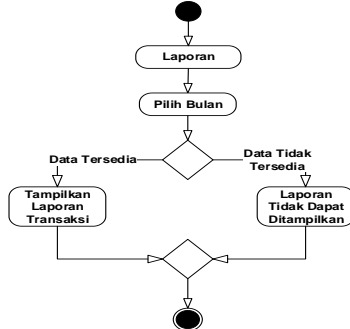 Laporan
Pilih Bulan
Data Tersedia
Data Tidak
Tersedia
Tampilkan
Laporan
Transaksi
Laporan
Tidak Dapat
Ditampilkan